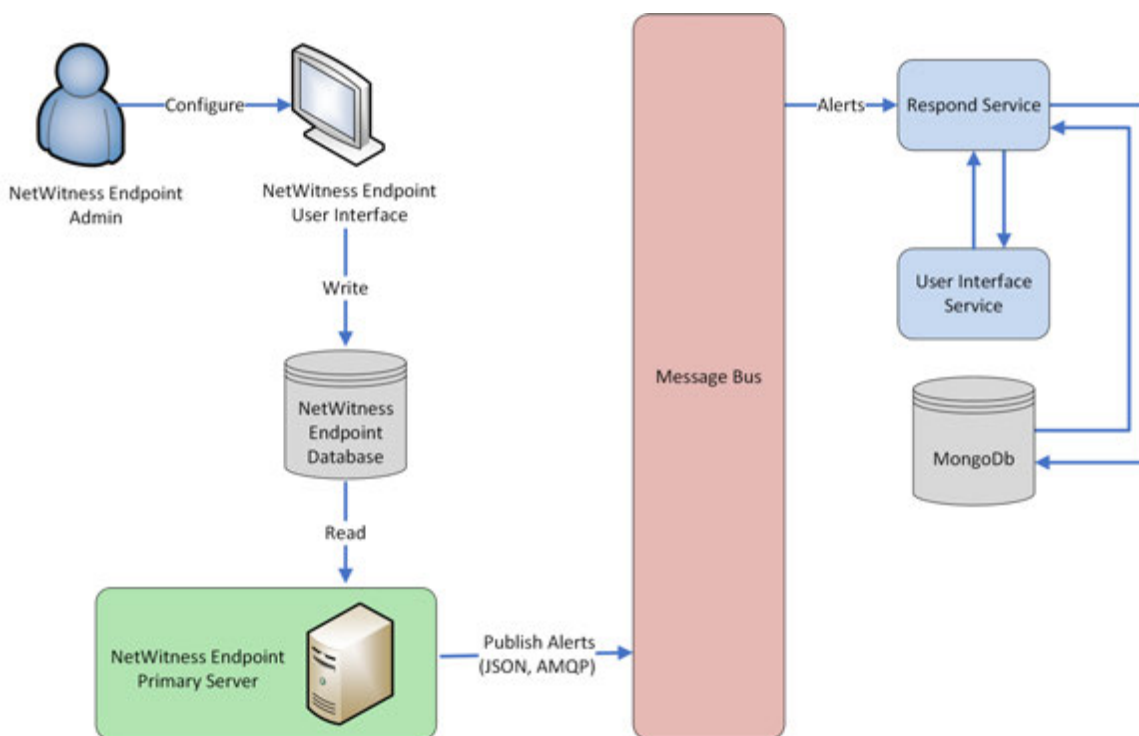 Configure
NetWitness Endpoint
Admin
NetWitness Endpoint
User Interface
Write
NetWitness
Endpoint
Database
Read
NetWitness Endpoint
Primary Server
Publish Alerts
(JSON, AMQP)
Message Bus
Alerts
Respond Service
User Interface
Service
MongoDb